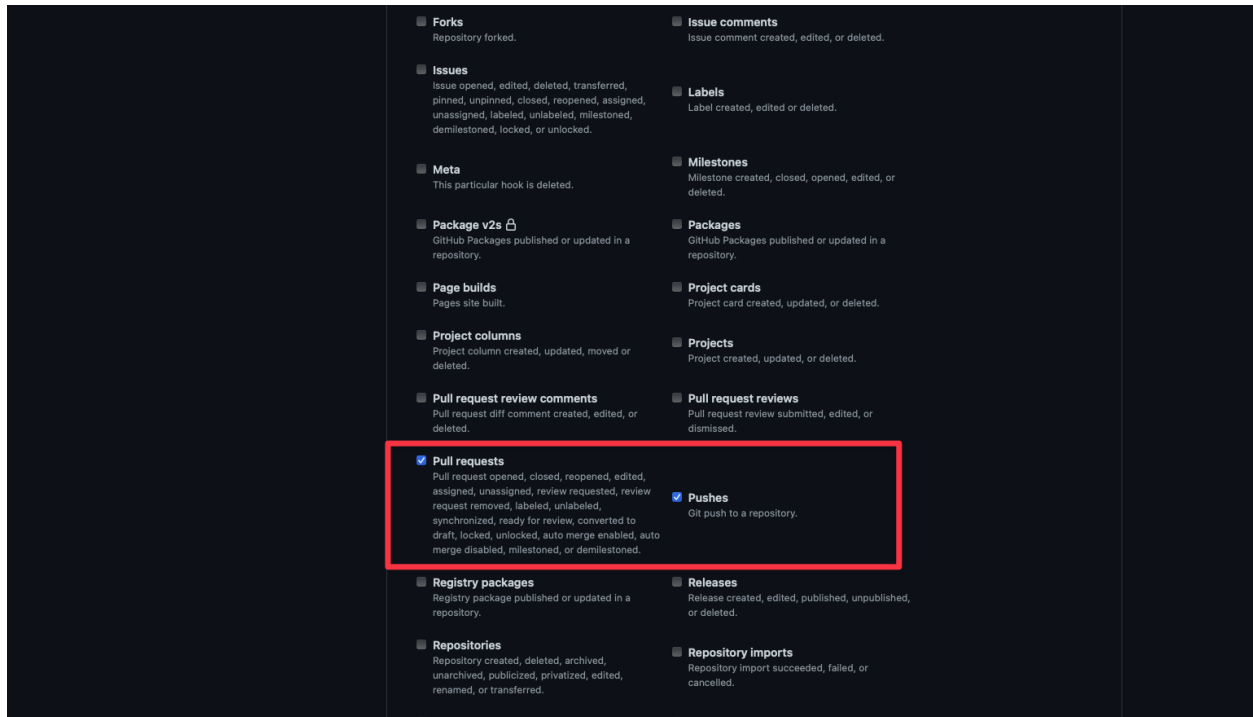 Forks
Repository forked.
Issue comments
Issue comment created, edited, or deleted.
Issues
Issue opened, edited, deleted, transferred,
pinned, unpinned, closed, reopened, assigned,
unassigned, labeled, unlabeled, milestoned,
demilestoned, locked, or unlocked.
Labels
Label created, edited or deleted.
Meta
This particular hook is deleted.
Milestones
Milestone created, closed, opened, edited, or
deleted.
Package v2s
GitHub Packages published or updated in a
repository.
Packages
GitHub Packages published or updated in a
repository.
Page builds
Pages site built.
Project cards
Project card created, updated, or deleted.
Project columns
Project column created, updated, moved or
deleted.
Projects
Project created, updated, or deleted.
Pull request review comments
Pull request diff comment created, edited, or
deleted.
Pull request reviews
Pull request review submitted, edited, or
dismissed.
Pull requests
Pull request opened, closed, reopened, edited,
assigned, unassigned, review requested, review
request removed, labeled, unlabeled,
synchronized, ready for review, converted to
draft, locked, unlocked, auto merge enabled, auto
merge disabled, milestoned, or demilestoned.
Pushes
Git push to a repository.
Registry packages
Registry package published or updated in a
repository.
Releases
Release created, edited, published, unpublished,
or deleted.
Repositories
Repository created, deleted, archived,
unarchived, publicized, privatized, edited,
renamed, or transferred.
Repository imports
Repository import succeeded, failed, or
cancelled.